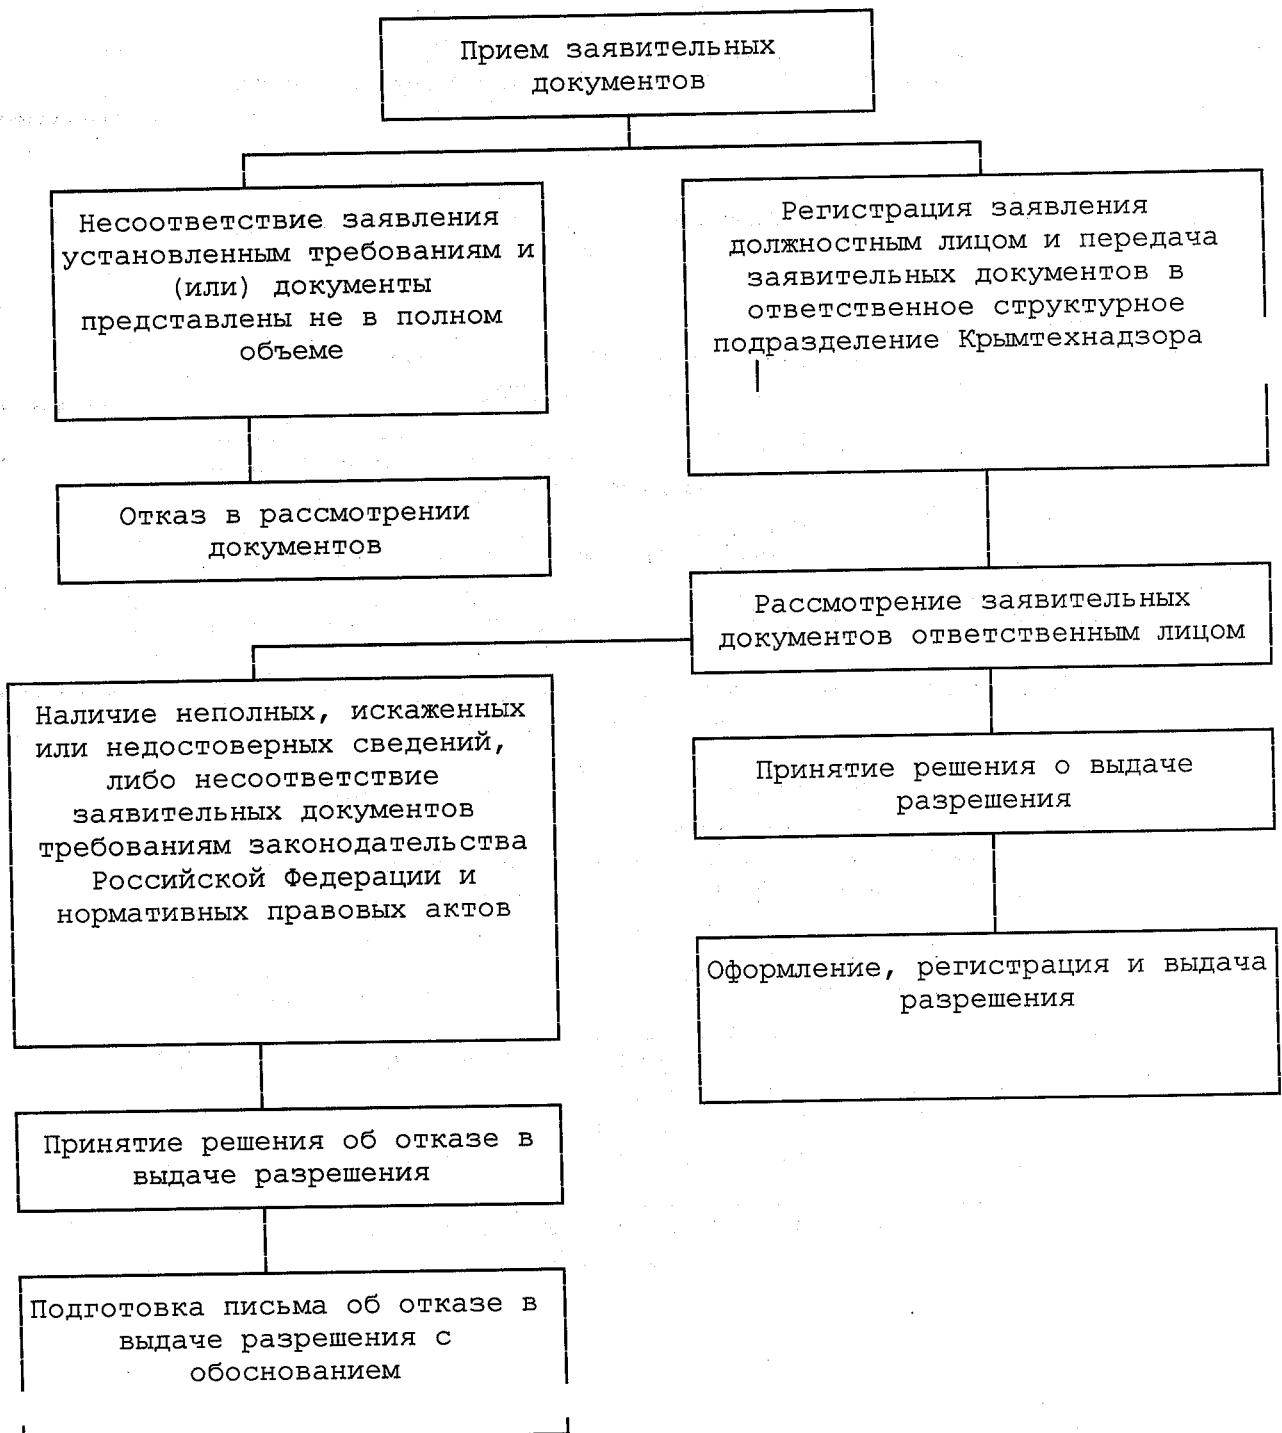 Прием заявительных
документов
Несоответствие заявления
установленным требованиям и
(или) документы
представлены не в полном
объеме
Регистрация заявления
должностным лицом и передача
заявительных документов в
ответственное структурное
подразделение Крымтехнадзора
Отказ в рассмотрении
документов
Рассмотрение заявительных
документов ответственным лицом
Наличие неполных, искаженных
или недостоверных сведений,
либо несоответствие
заявительных документов
требованиям законодательства
Российской Федерации и
нормативных правовых актов
Принятие решения о выдаче
разрешения
Оформление, регистрация и выдача
разрешения
Принятие решения об отказе в
выдаче разрешения
Подготовка письма об отказе в
выдаче разрешения с
обоснованием